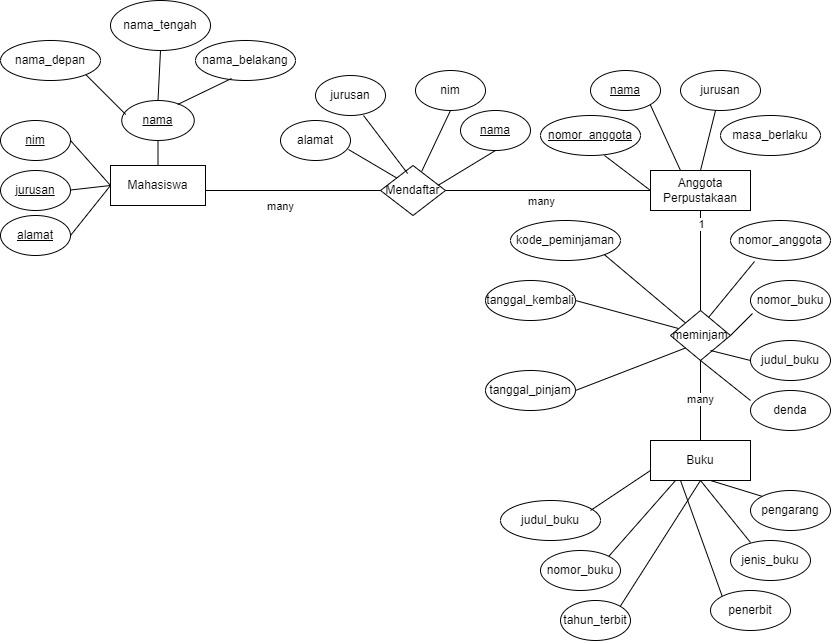 nama_tengah
nama_depan
nama_belakang
nama
nim
jurusan
alamat
Mahasiswa
many
jurusan
nim
alamat
nama
Mendaftar
many
nama
jurusan
nomor_anggota
masa_berlaku
Anggota
Perpustakaan
1
kode_peminjaman
nomor_anggota
tanggal_kembali
nomor_buku
meminjam
judul_buku
tanggal_pinjam
denda
many
Buku
judul_buku
pengarang
nomor_buku
jenis_buku
tahun_terbit
penerbit